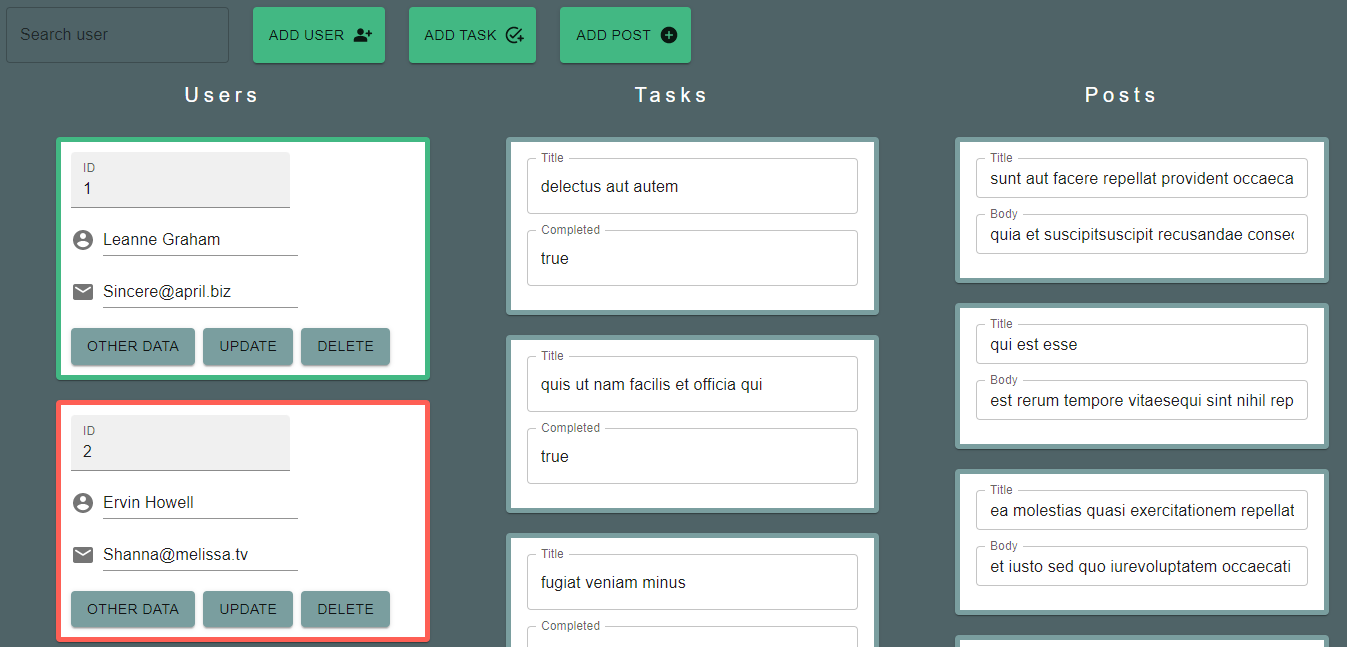 Search user
ADD USER
ADD TASK
ADD POST
Users
Tasks
Posts
ID
1
Leanne Graham
Sincere@april.biz
OTHER DATA
UPDATE
DELETE
ID
2
Ervin Howell
Shanna@melissa.tv
OTHER DATA
UPDATE
DELETE
Title
delectus aut autem
Completed
true
Title
quis ut nam facilis et officia qui
Completed
true
Title
fugiat veniam minus
Completed
Title
sunt aut facere repellat provident occaeca
Body
quia et suscipitsuscipit recusandae consec
Title
qui est esse
Body
est rerum tempore vitaesequi sint nihil rep
Title
ea molestias quasi exercitationem repellat
Body
et iusto sed quo iurevoluptatem occaecati